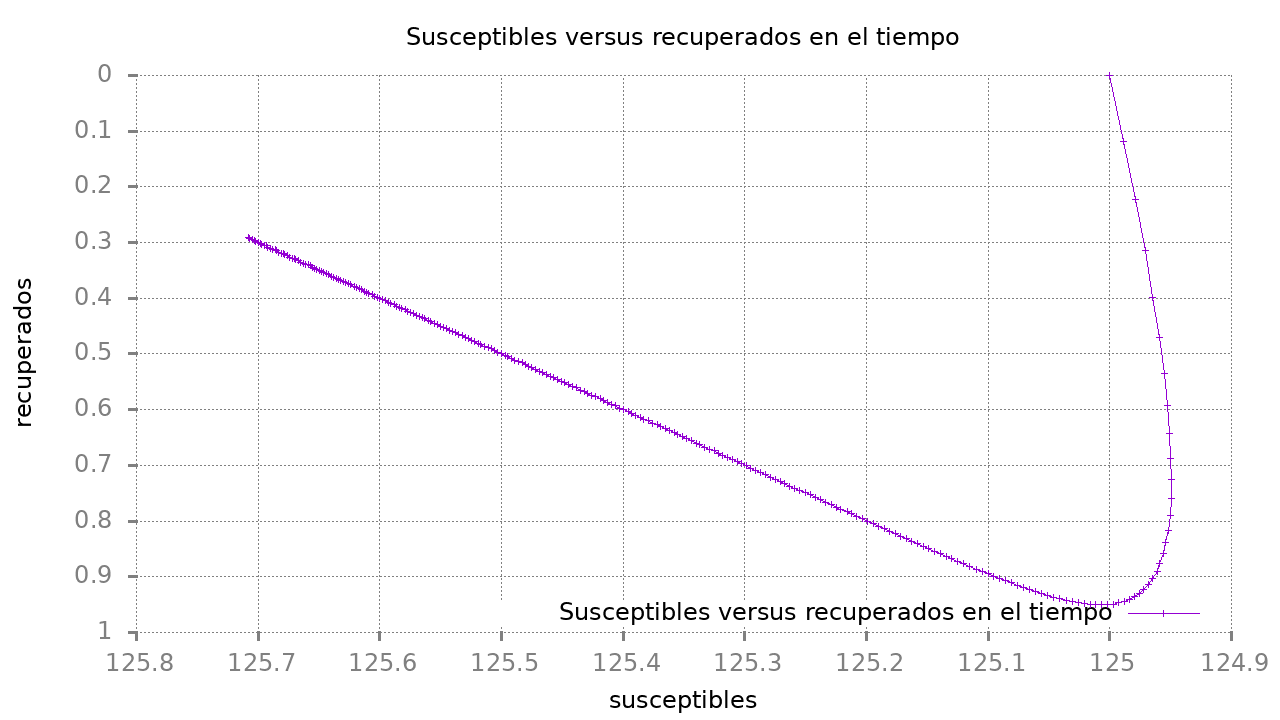 Susceptibles versus recuperados en el tiempo
0
0.1
0.2
0.3
0.4
0.5
0.6
0.7
0.8
0.9
1
recuperados
Susceptibles versus recuperados en el tiempo
125.8 125.7 125.6 125.5 125.4 125.3 125.2 125.1 125 124.9
susceptibles